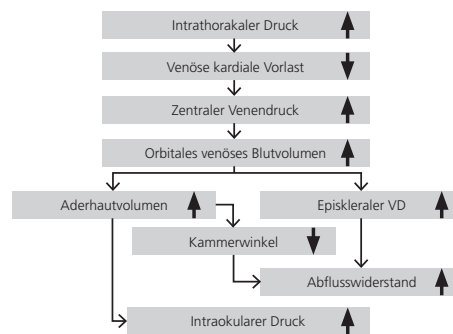 Intrathorakaler Druck
Venöse kardiale Vorlast
Zentraler Venendruck
Orbitales venöses Blutvolumen
Aderhautvolumen
Episkleraler VD
Kammerwinkel
Abflusswiderstand
Intraokularer Druck